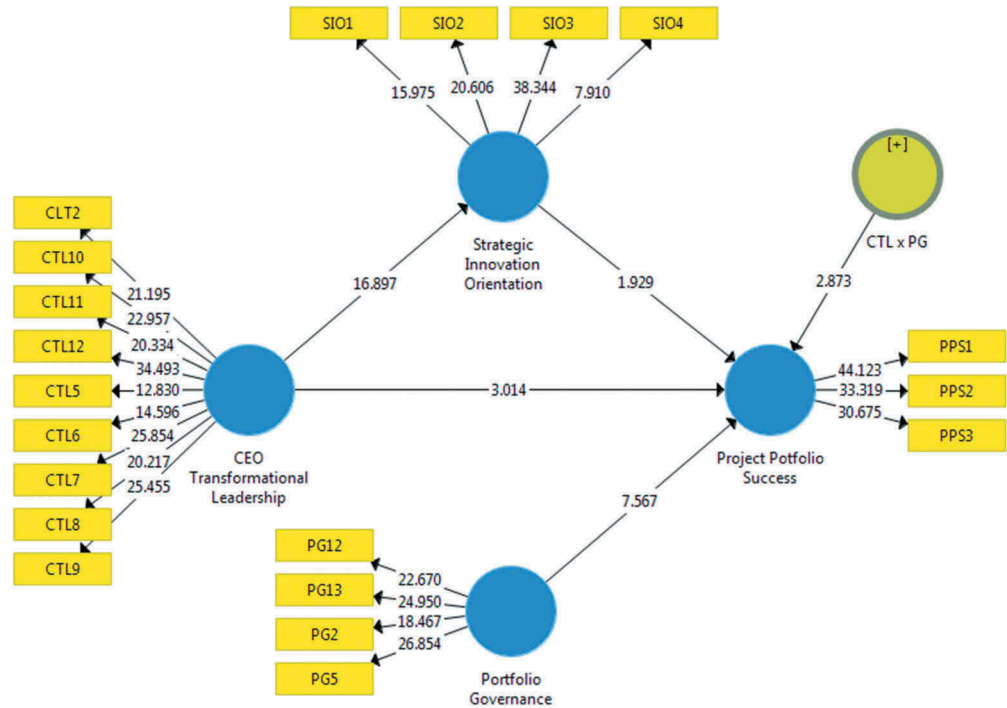 SIO1
SIO2
SIO3
SIO4
15.975
20.606
38.344
7.910
[+]
CTL x PG
Strategic
Innovation
Orientation
CLT2
CTL10
CTL11
CTL12
CTL5
CTL6
CTL7
CTL8
CTL9
21.195
22.957
20.334
34.493
12.830
14.596
25.854
20.217
25.455
16.897
1.929
2.873
3.014
CEO
Transformational
Leadership
44.123
33.319
30.675
PPS1
PPS2
PPS3
Project Potfolio
Success
7.567
PG12
PG13
PG2
PG5
22.670
24.950
18.467
26.854
Portfolio
Governance